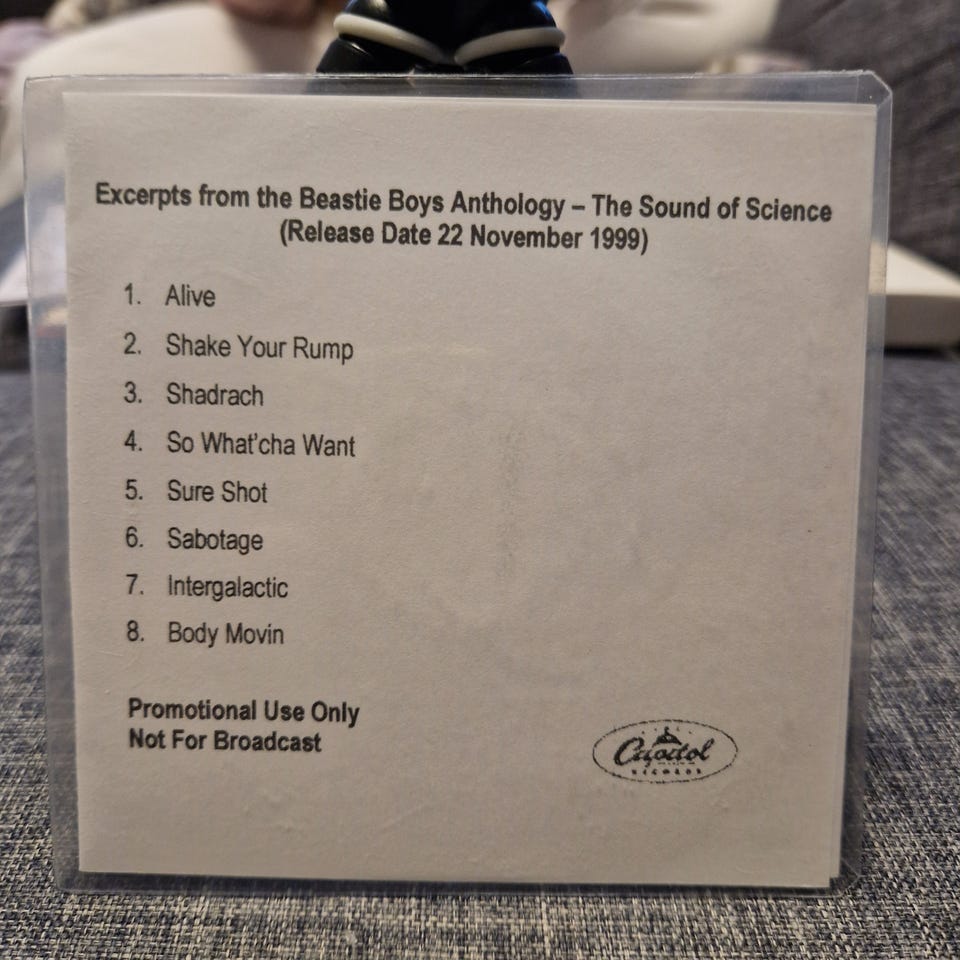 Excerpts from the Beastie Boys Anthology – The Sound of Science
(Release Date 22 November 1999)
1. Alive
2. Shake Your Rump
3. Shadrach
4. So What'cha Want
5. Sure Shot
6. Sabotage
7. Intergalactic
8. Body Movin
Promotional Use Only
Not For Broadcast
Capitol
RECORDS